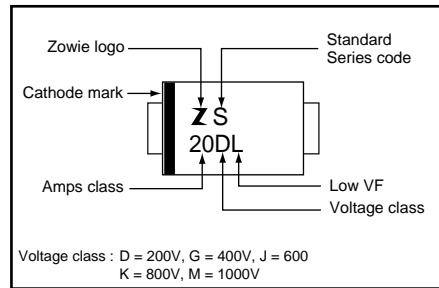 Zowie logo
Standard
Series code
Cathode mark
Z S
20DL
Amps class
Low VF
Voltage class
Voltage class : D = 200V, G = 400V, J = 600
K = 800V, M = 1000V